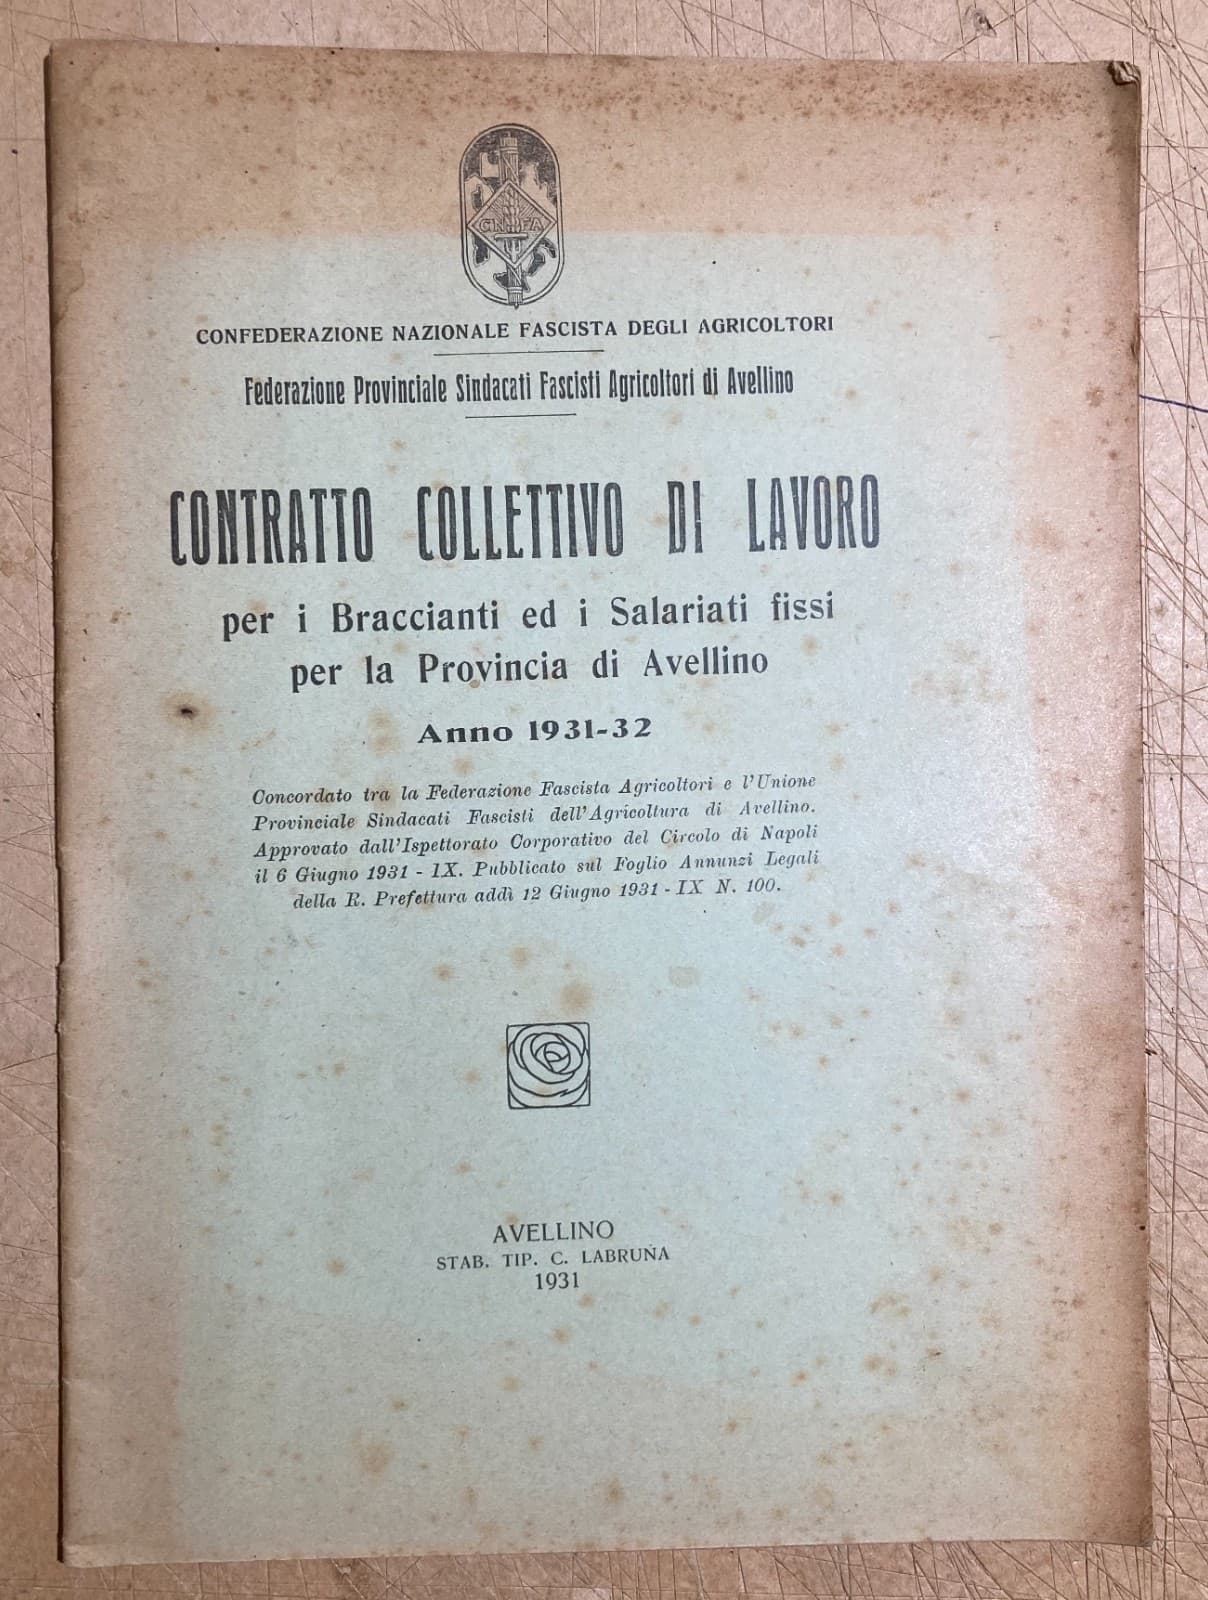 CNFA
CONFEDERAZIONE NAZIONALE FASCISTA DEGLI AGRICOLTORI
Federazione Provinciale Sindacati Fascisti Agricoltori di Avellino
CONTRATTO COLLETTIVO DI LAVORO
per i Braccianti ed i Salariati fissi
per la Provincia di Avellino
Anno 1931-32
Concordato tra la Federazione Fascista Agricoltori e l'Unione
Provinciale Sindacati Fascisti dell'Agricoltura di Avellino.
Approvato dall'Ispettorato Corporativo del Circolo di Napoli
il 6 Giugno 1931 - IX. Pubblicato sul Foglio Annunzi Legali
della R. Prefettura addì 12 Giugno 1931 - IX N. 100.
AVELLINO
STAB. TIP. C. LABRUNA
1931